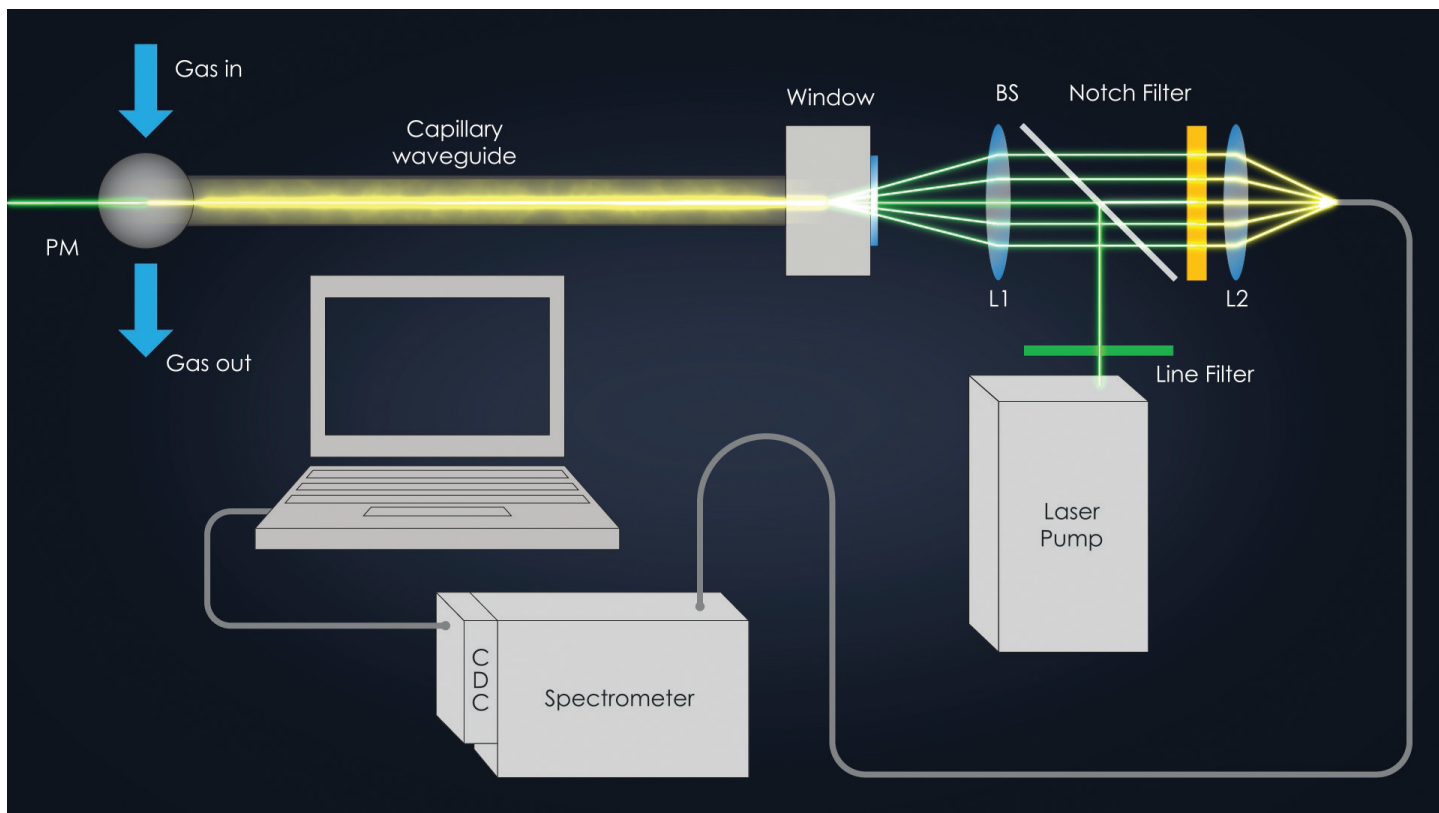 Gas in
Capillary
waveguide
Window
BS
Notch Filter
PM
L1
L2
Gas out
Line Filter
Laser
Pump
C
D
C
Spectrometer